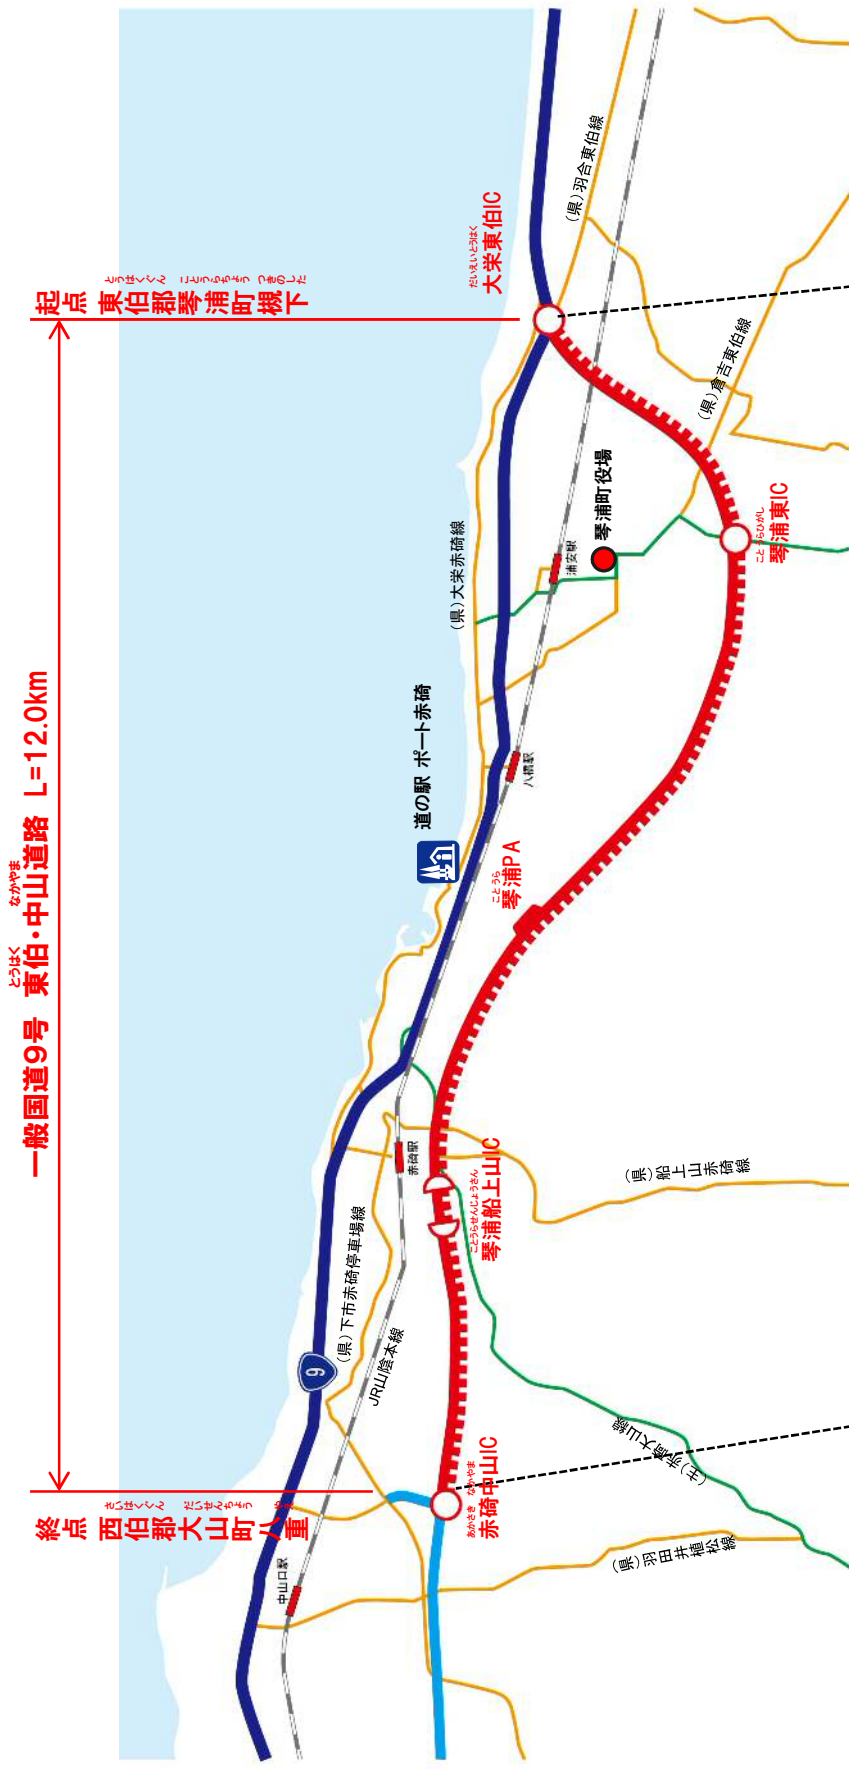 一般国道9号 東伯・中山道路 L=12.0km
とうはく なかやま
終点 西伯郡大山町八重
さいはくぐん だいせんちょう やえ
起点 東伯郡琴浦町槻下
とうはくぐん ことうらちょう つきのした
9
中山口駅
(県)下市赤碕停車場線
JR山陰本線
赤碕駅
道の駅 ポート赤碕
(県)大栄赤碕線
八橋駅
浦安駅
琴浦町役場
だいえいとうはく
大栄東伯IC
(県)羽合東伯線
(県)倉吉東伯線
ことうらひがし
琴浦東IC
ことうら
琴浦PA
ことうらせんじょうさん
琴浦船上山IC
(県)船上山赤碕線
あかさき なかやま
赤碕中山IC
(主)赤碕大山線
(県)羽田井植松線